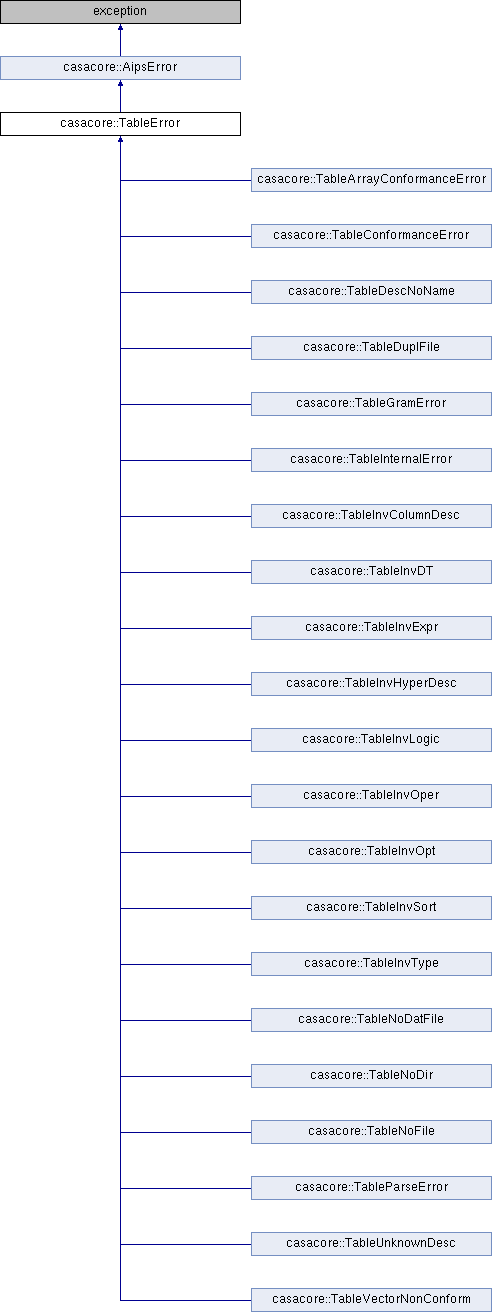 exception
casacore::AipsError
casacore::TableError
casacore::TableArrayConformanceError
casacore::TableConformanceError
casacore::TableDescNoName
casacore::TableDuplFile
casacore::TableGramError
casacore::TableInternalError
casacore::TableInvColumnDesc
casacore::TableInvDT
casacore::TableInvExpr
casacore::TableInvHyperDesc
casacore::TableInvLogic
casacore::TableInvOper
casacore::TableInvOpt
casacore::TableInvSort
casacore::TableInvType
casacore::TableNoDatFile
casacore::TableNoDir
casacore::TableNoFile
casacore::TableParseError
casacore::TableUnknownDesc
casacore::TableVectorNonConform